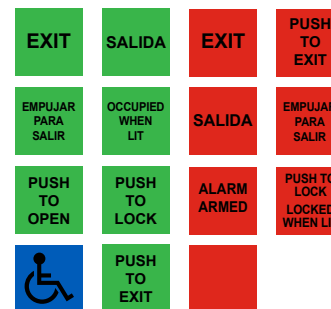 EXIT
SALIDA
EXIT
PUSH
TO
EXIT
EMPUJAR
PARA
SALIR
OCCUPIED
WHEN
LIT
SALIDA
EMPUJAR
PARA
SALIR
PUSH
TO
OPEN
PUSH
TO
LOCK
ALARM
ARMED
PUSH TO
LOCK
LOCKED
WHEN LIT
PUSH
TO
EXIT